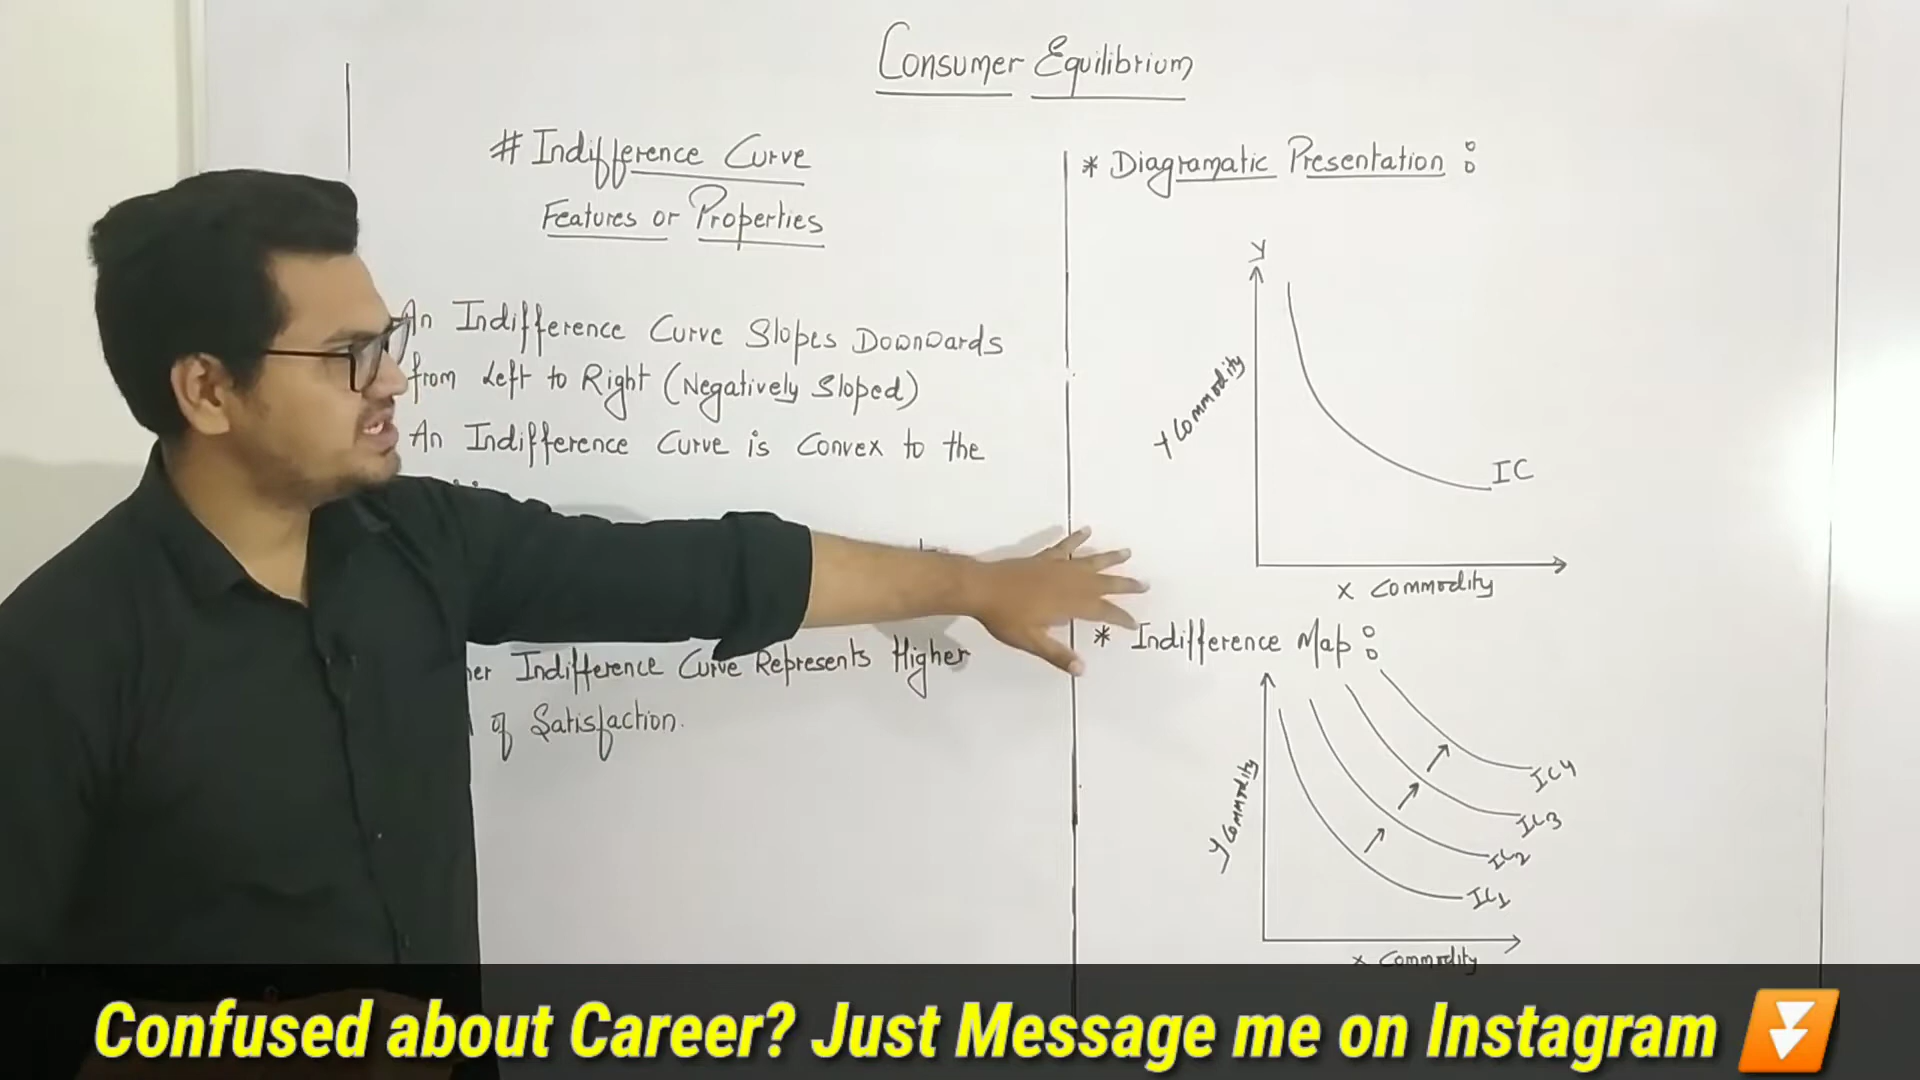 Consumer Equilibrium
# Indifference Curve
Features or Properties
An Indifference Curve Slopes Downwards
from Left to Right (Negatively Sloped)
An Indifference Curve is Convex to the
Indifference Curve Represents Higher
of Satisfaction.
* Diagramatic Presentation :
Y
Y Commodity
IC
X Commodity
* Indifference Map :
Y Commodity
IC4
IC3
IC2
IC1
X Commodity
Confused about Career? Just Message me on Instagram